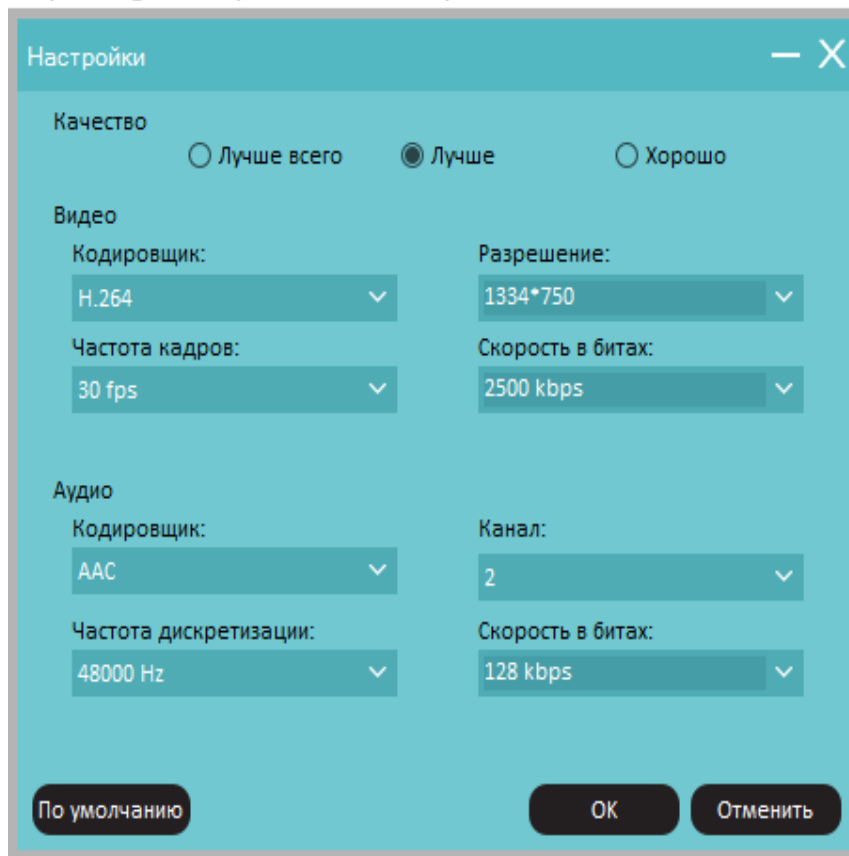 Настройки
Качество
Лучше всего Лучше Хорошо
Видео
Кодировщик: Разрешение:
H.264 1334*750
Частота кадров: Скорость в битах:
30 fps 2500 kbps
Аудио
Кодировщик: Канал:
AAC 2
Частота дискретизации: Скорость в битах:
48000 Hz 128 kbps
По умолчанию OK Отменить